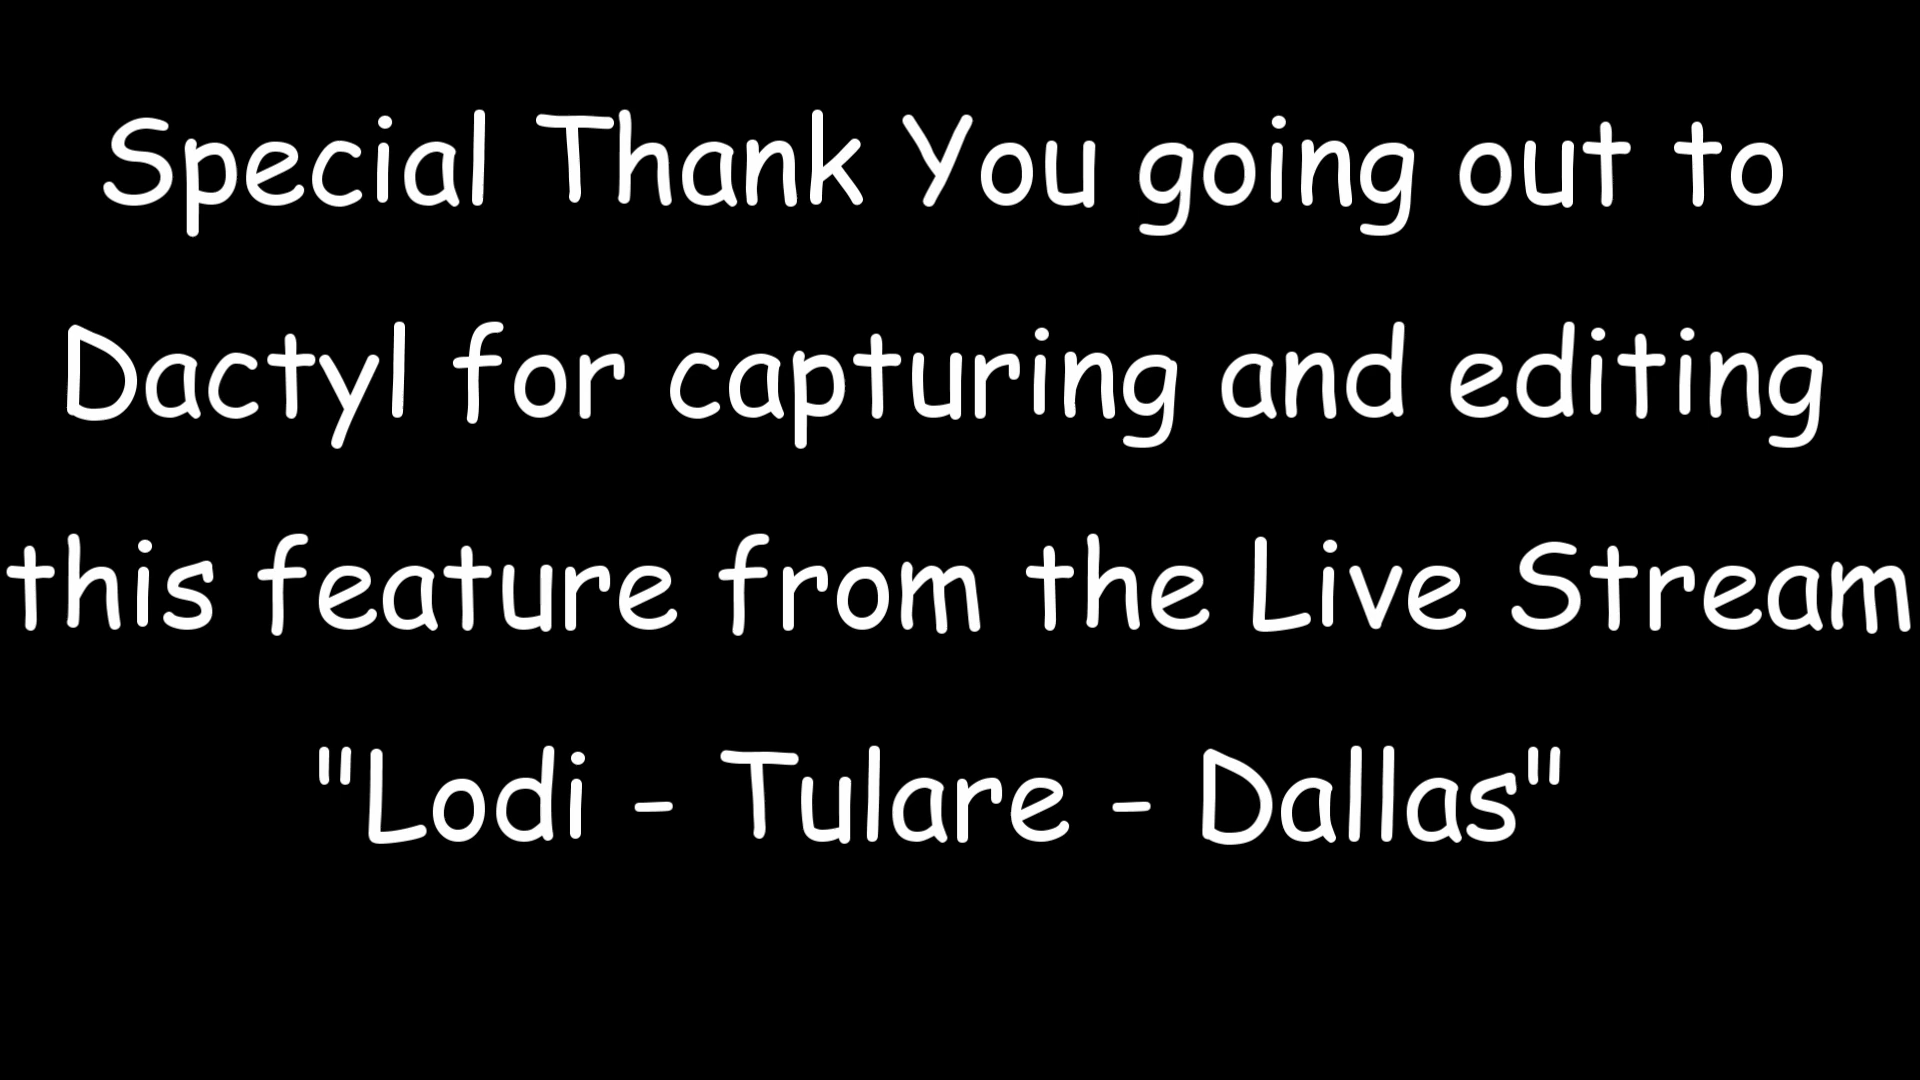 Special Thank You going out to
Dactyl for capturing and editing
this feature from the Live Stream
"Lodi - Tulare - Dallas"